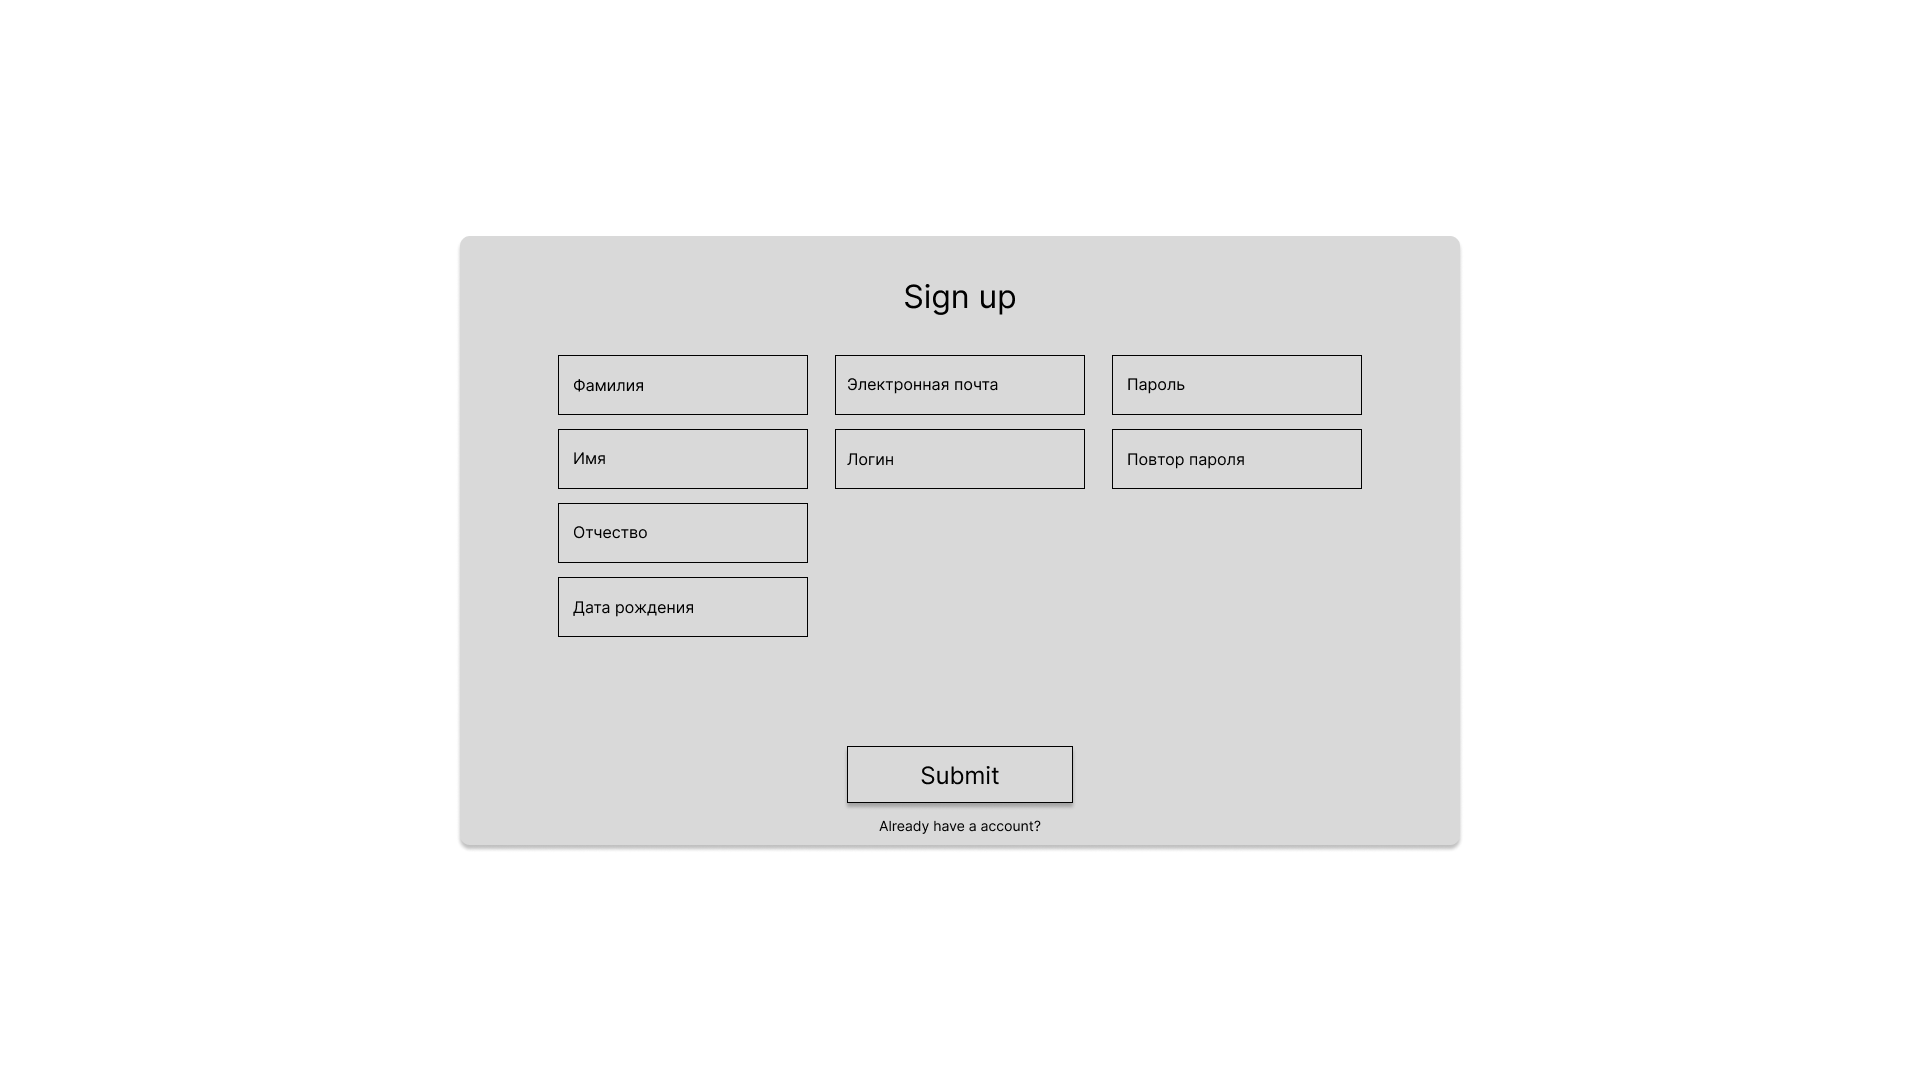 Sign up
Фамилия
Электронная почта
Пароль
Имя
Логин
Повтор пароля
Отчество
Дата рождения
Submit
Already have a account?